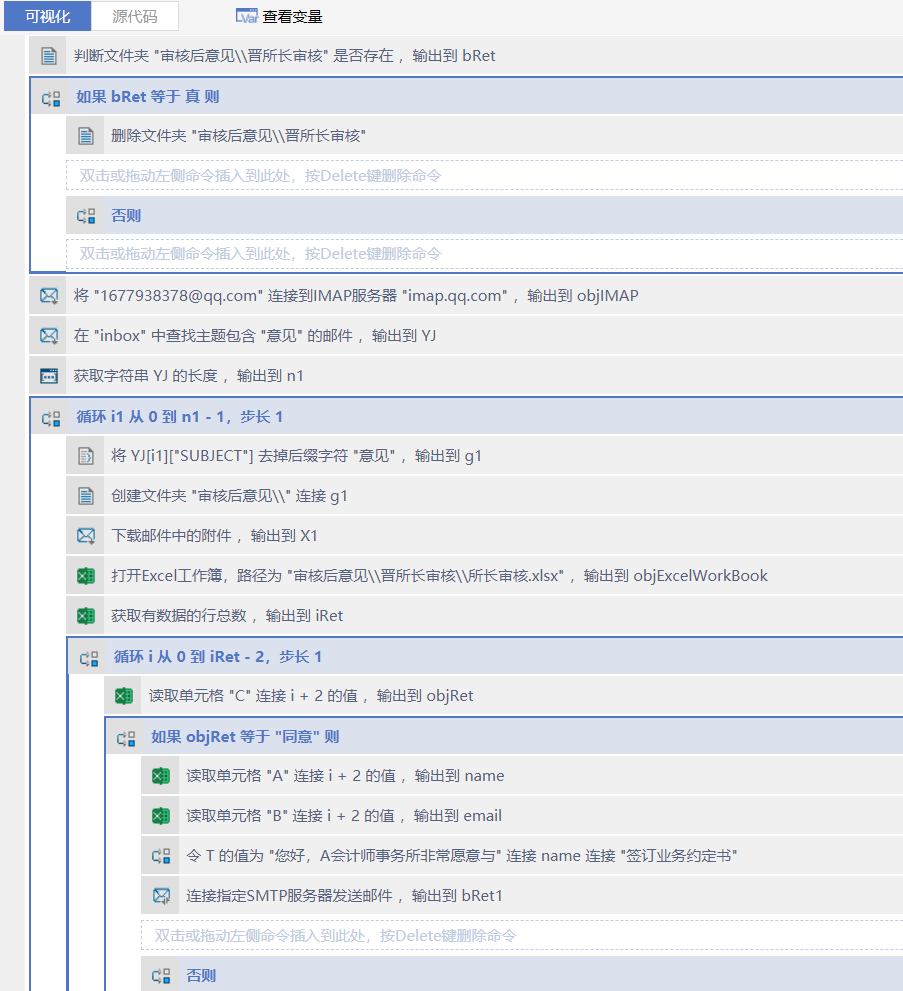 可视化 源代码 Var 查看变量
判断文件夹 "审核后意见\\晋所长审核" 是否存在 ，输出到 bRet
如果 bRet 等于 真 则
删除文件夹 "审核后意见\\晋所长审核"
双击或拖动左侧命令插入到此处，按Delete键删除命令
否则
双击或拖动左侧命令插入到此处，按Delete键删除命令
将 "1677938378@qq.com" 连接到IMAP服务器 "imap.qq.com" ，输出到 objIMAP
在 "inbox" 中查找主题包含 "意见" 的邮件 ，输出到 YJ
获取字符串 YJ 的长度 ，输出到 n1
循环 i1 从 0 到 n1 - 1，步长 1
将 YJ[i1]["SUBJECT"] 去掉后缀字符 "意见" ，输出到 g1
创建文件夹 "审核后意见\\" 连接 g1
下载邮件中的附件 ，输出到 X1
打开Excel工作簿，路径为 "审核后意见\\晋所长审核\\所长审核.xlsx" ，输出到 objExcelWorkBook
获取有数据的行总数 ，输出到 iRet
循环 i 从 0 到 iRet - 2，步长 1
读取单元格 "C" 连接 i + 2 的值 ，输出到 objRet
如果 objRet 等于 "同意" 则
读取单元格 "A" 连接 i + 2 的值 ，输出到 name
读取单元格 "B" 连接 i + 2 的值 ，输出到 email
令 T 的值为 "您好，A会计师事务所非常愿意与" 连接 name 连接 "签订业务约定书"
连接指定SMTP服务器发送邮件 ，输出到 bRet1
双击或拖动左侧命令插入到此处，按Delete键删除命令
否则